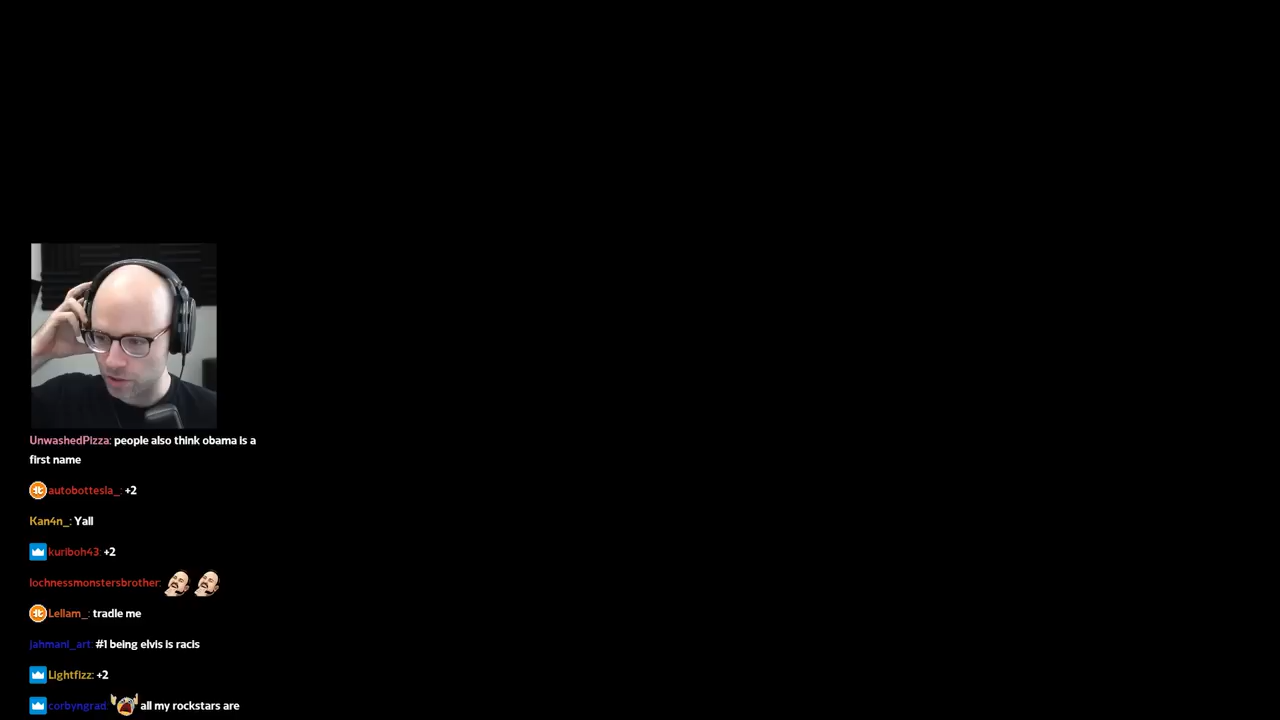 UnwashedPizza: people also think obama is a
first name
autobottesla_: +2
Kan4n_: Yall
kuriboh43: +2
lochnessmonstersbrother:
Lellam_: tradle me
jahmani_art: #1 being elvis is racis
Lightfizz: +2
corbyngrad: all my rockstars are